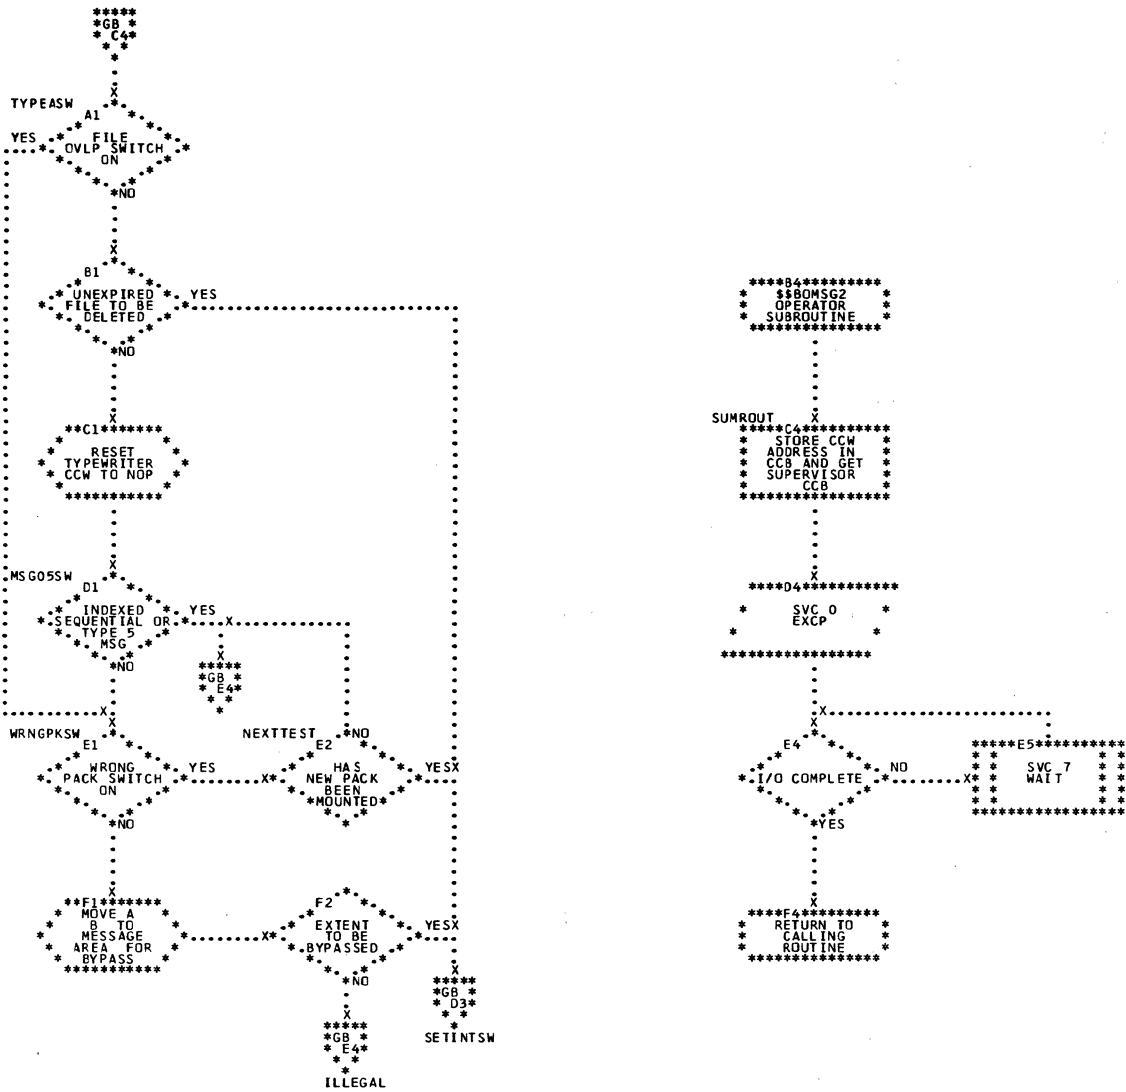 GB
C4
TYPEASW
A1
YES
FILE
OVLP SWITCH
ON
NO
B1
UNEXPIRED
FILE TO BE
DELETED
YES
NO
C1
RESET
TYPEWRITER
CCW TO NOP
MSG05SW
D1
INDEXED
SEQUENTIAL OR
TYPE 5
MSG
YES
NO
GB
E4
WRNGPKSW
E1
WRONG
PACK SWITCH
ON
YES
NO
NEXTTEST
E2
NO
HAS
NEW PACK
BEEN
MOUNTED
YES
F1
MOVE A
B TO
MESSAGE
AREA FOR
BYPASS
F2
EXTENT
TO BE
BYPASSED
YES
NO
GB
D3
SETINTSW
GB
E4
ILLEGAL
B4
$$BOMSG2
OPERATOR
SUBROUTINE
SUMROUT
C4
STORE CCW
ADDRESS IN
CCB AND GET
SUPERVISOR
CCB
D4
SVC 0
EXCP
E4
I/O COMPLETE
NO
YES
E5
SVC 7
WAIT
F4
RETURN TO
CALLING
ROUTINE